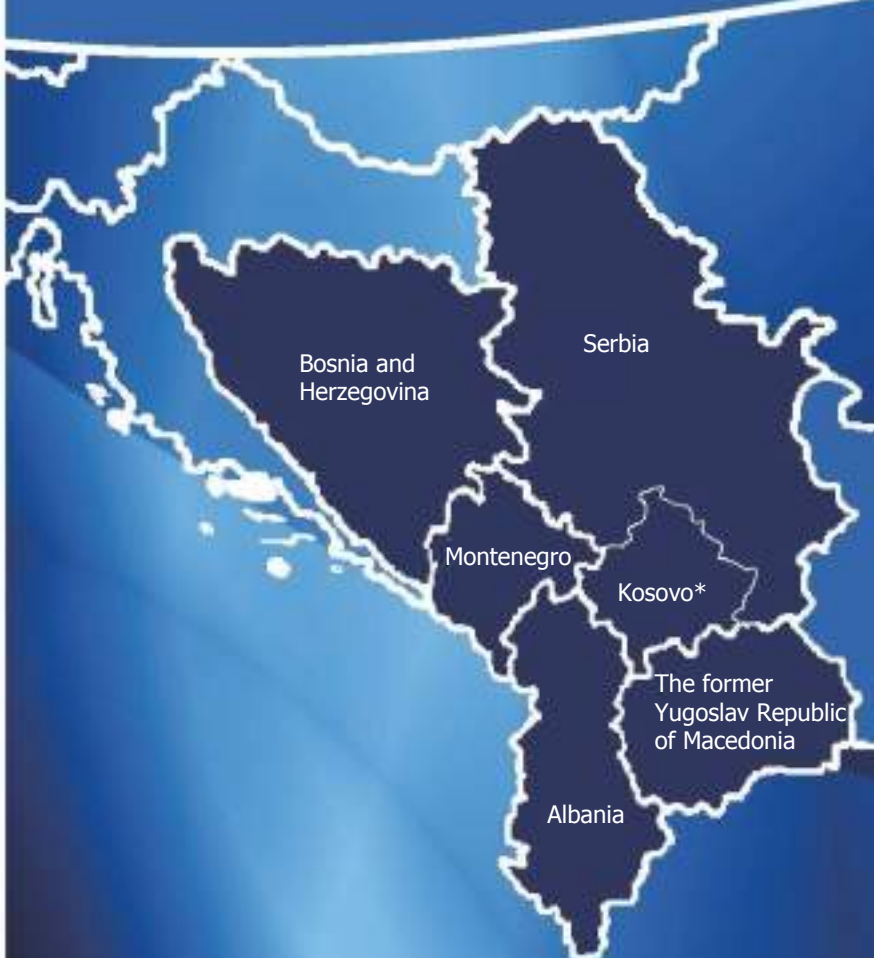 Serbia
Bosnia and
Herzegovina
Montenegro
Kosovo*
The former
Yugoslav Republic
of Macedonia
Albania